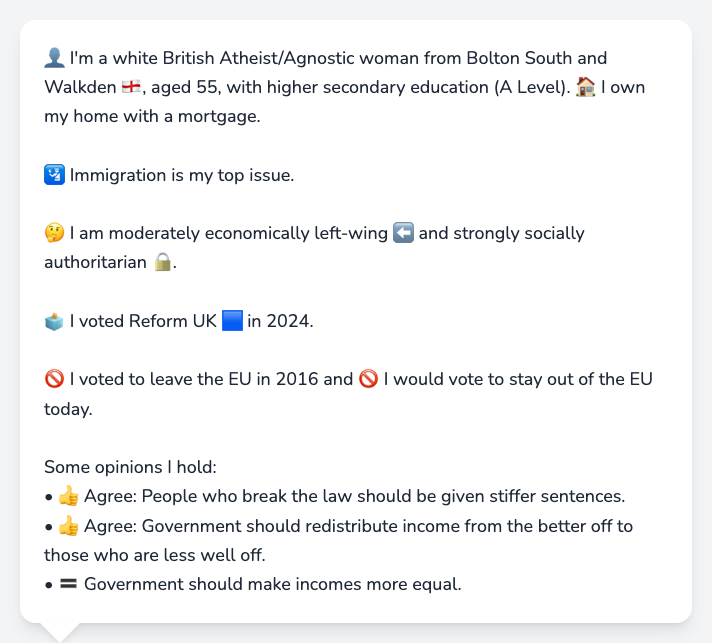 👤 I'm a white British Atheist/Agnostic woman from Bolton South and
Walkden 🏴󠁧󠁢󠁥󠁮󠁧󠁿, aged 55, with higher secondary education (A Level). 🏠 I own
my home with a mortgage.
🛂 Immigration is my top issue.
🤔 I am moderately economically left-wing ⬅️ and strongly socially
authoritarian 🔒.
🗳️ I voted Reform UK 🟦 in 2024.
🚫 I voted to leave the EU in 2016 and 🚫 I would vote to stay out of the EU
today.
Some opinions I hold:
• 👍 Agree: People who break the law should be given stiffer sentences.
• 👍 Agree: Government should redistribute income from the better off to
those who are less well off.
• 🟰 Government should make incomes more equal.